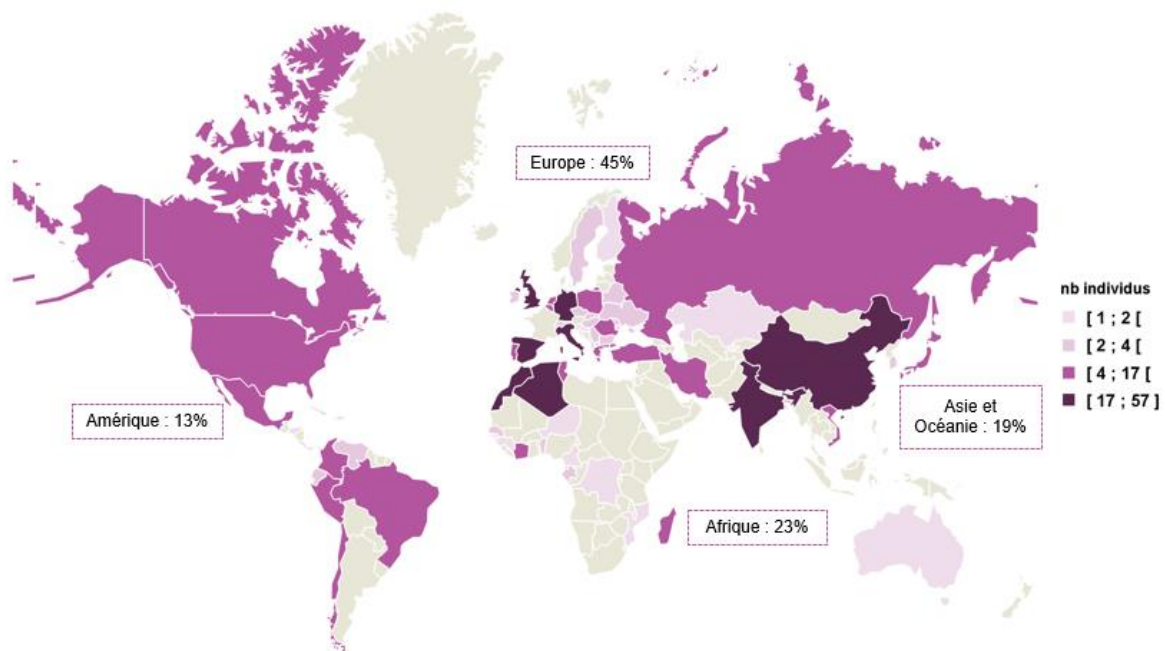 Europe : 45%
nb individus
[ 1 ; 2 [
[ 2 ; 4 [
[ 4 ; 17 [
[ 17 ; 57 ]
Amérique : 13%
Asie et
Océanie : 19%
Afrique : 23%